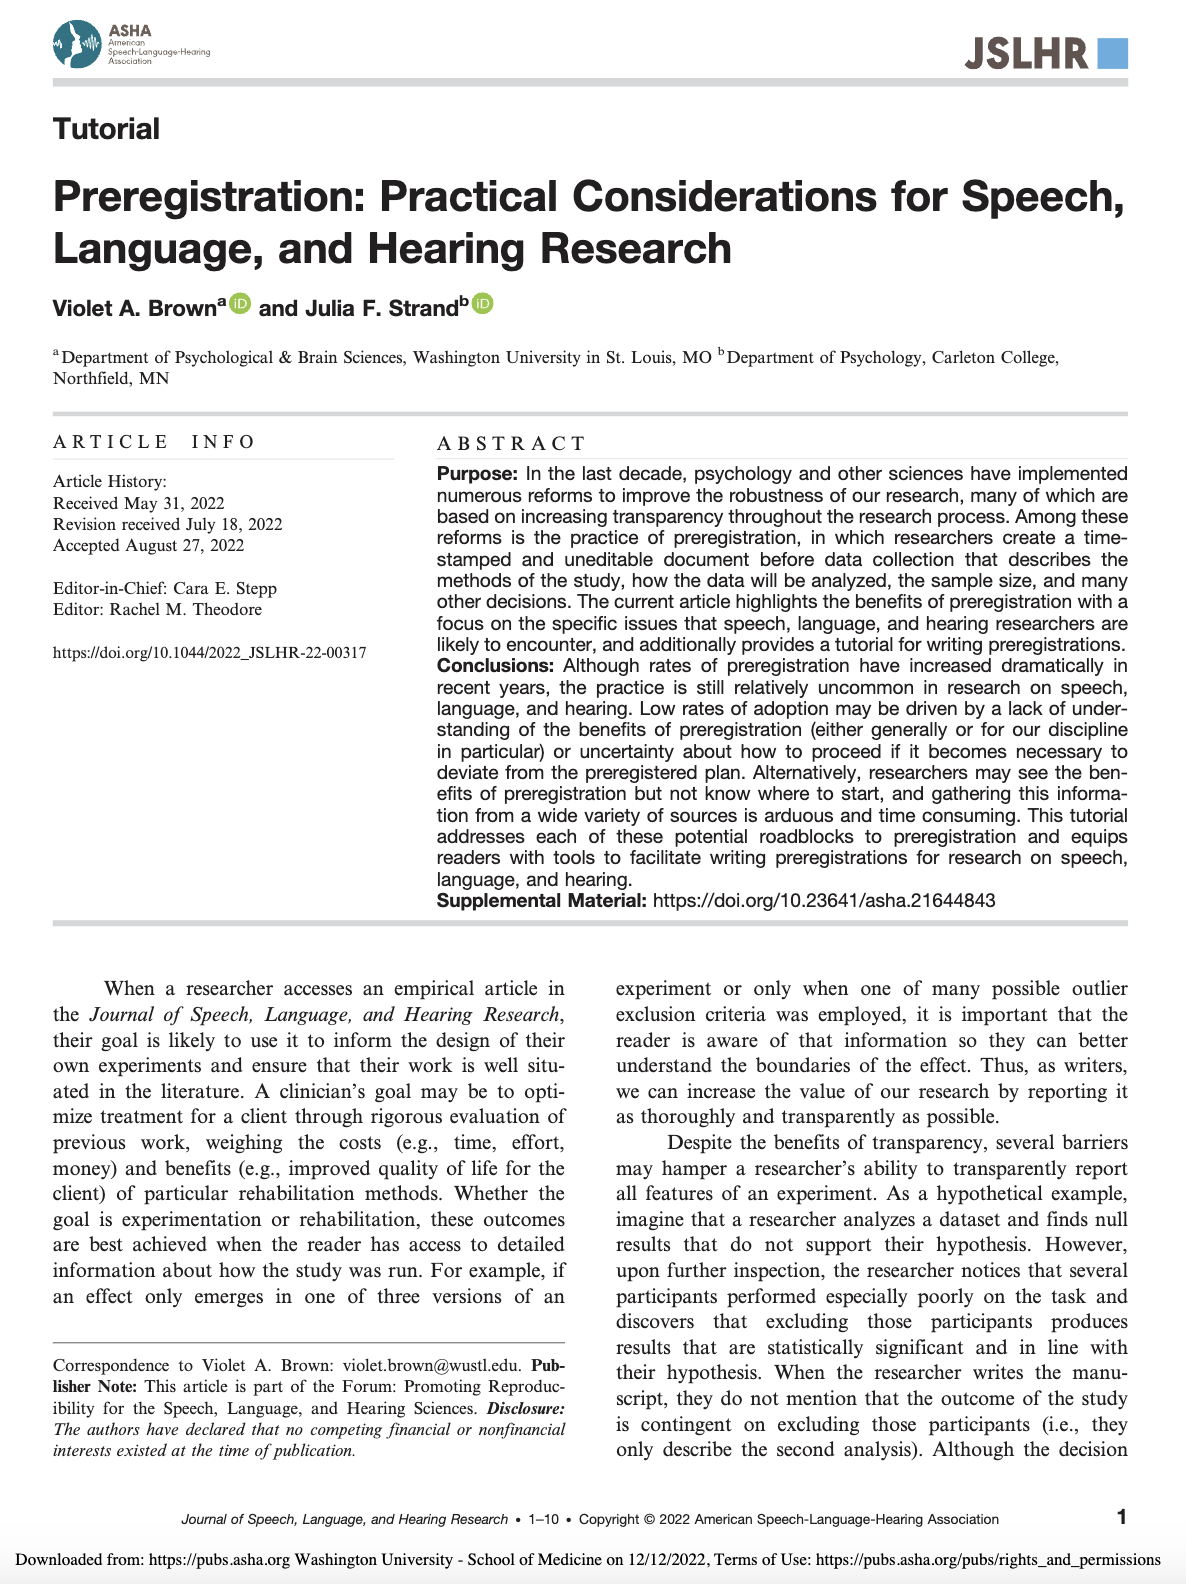 ASHA
American
Speech-Language-Hearing
Association
JSLHR
Tutorial
Preregistration: Practical Considerations for Speech,
Language, and Hearing Research
Violet A. Brownᵃ iD and Julia F. Strandᵇ iD
ᵃ Department of Psychological & Brain Sciences, Washington University in St. Louis, MO ᵇ Department of Psychology, Carleton College,
Northfield, MN
ARTICLE INFO
Article History:
Received May 31, 2022
Revision received July 18, 2022
Accepted August 27, 2022
Editor-in-Chief: Cara E. Stepp
Editor: Rachel M. Theodore
https://doi.org/10.1044/2022_JSLHR-22-00317
ABSTRACT
Purpose: In the last decade, psychology and other sciences have implemented
numerous reforms to improve the robustness of our research, many of which are
based on increasing transparency throughout the research process. Among these
reforms is the practice of preregistration, in which researchers create a time-
stamped and uneditable document before data collection that describes the
methods of the study, how the data will be analyzed, the sample size, and many
other decisions. The current article highlights the benefits of preregistration with a
focus on the specific issues that speech, language, and hearing researchers are
likely to encounter, and additionally provides a tutorial for writing preregistrations.
Conclusions: Although rates of preregistration have increased dramatically in
recent years, the practice is still relatively uncommon in research on speech,
language, and hearing. Low rates of adoption may be driven by a lack of under-
standing of the benefits of preregistration (either generally or for our discipline
in particular) or uncertainty about how to proceed if it becomes necessary to
deviate from the preregistered plan. Alternatively, researchers may see the ben-
efits of preregistration but not know where to start, and gathering this informa-
tion from a wide variety of sources is arduous and time consuming. This tutorial
addresses each of these potential roadblocks to preregistration and equips
readers with tools to facilitate writing preregistrations for research on speech,
language, and hearing.
Supplemental Material: https://doi.org/10.23641/asha.21644843
When a researcher accesses an empirical article in
the Journal of Speech, Language, and Hearing Research,
their goal is likely to use it to inform the design of their
own experiments and ensure that their work is well situ-
ated in the literature. A clinician’s goal may be to opti-
mize treatment for a client through rigorous evaluation of
previous work, weighing the costs (e.g., time, effort,
money) and benefits (e.g., improved quality of life for the
client) of particular rehabilitation methods. Whether the
goal is experimentation or rehabilitation, these outcomes
are best achieved when the reader has access to detailed
information about how the study was run. For example, if
an effect only emerges in one of three versions of an
Correspondence to Violet A. Brown: violet.brown@wustl.edu. Pub-
lisher Note: This article is part of the Forum: Promoting Reproduc-
ibility for the Speech, Language, and Hearing Sciences. Disclosure:
The authors have declared that no competing financial or nonfinancial
interests existed at the time of publication.
experiment or only when one of many possible outlier
exclusion criteria was employed, it is important that the
reader is aware of that information so they can better
understand the boundaries of the effect. Thus, as writers,
we can increase the value of our research by reporting it
as thoroughly and transparently as possible.
Despite the benefits of transparency, several barriers
may hamper a researcher’s ability to transparently report
all features of an experiment. As a hypothetical example,
imagine that a researcher analyzes a dataset and finds null
results that do not support their hypothesis. However,
upon further inspection, the researcher notices that several
participants performed especially poorly on the task and
discovers that excluding those participants produces
results that are statistically significant and in line with
their hypothesis. When the researcher writes the manu-
script, they do not mention that the outcome of the study
is contingent on excluding those participants (i.e., they
only describe the second analysis). Although the decision
Journal of Speech, Language, and Hearing Research • 1–10 • Copyright © 2022 American Speech-Language-Hearing Association 1
Downloaded from: https://pubs.asha.org Washington University - School of Medicine on 12/12/2022, Terms of Use: https://pubs.asha.org/pubs/rights_and_permissions